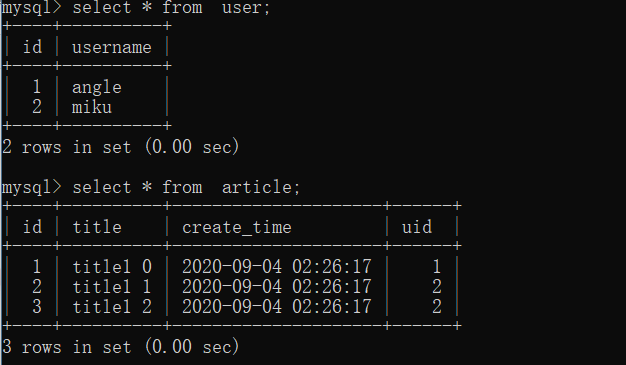 mysql> select * from  user;
+----+----------+
| id | username |
+----+----------+
|  1 | angle    |
|  2 | miku     |
+----+----------+
2 rows in set (0.00 sec)
mysql> select * from  article;
+----+----------+---------------------+------+
| id | title    | create_time         | uid  |
+----+----------+---------------------+------+
|  1 | title1 0 | 2020-09-04 02:26:17 |    1 |
|  2 | title1 1 | 2020-09-04 02:26:17 |    2 |
|  3 | title1 2 | 2020-09-04 02:26:17 |    2 |
+----+----------+---------------------+------+
3 rows in set (0.00 sec)